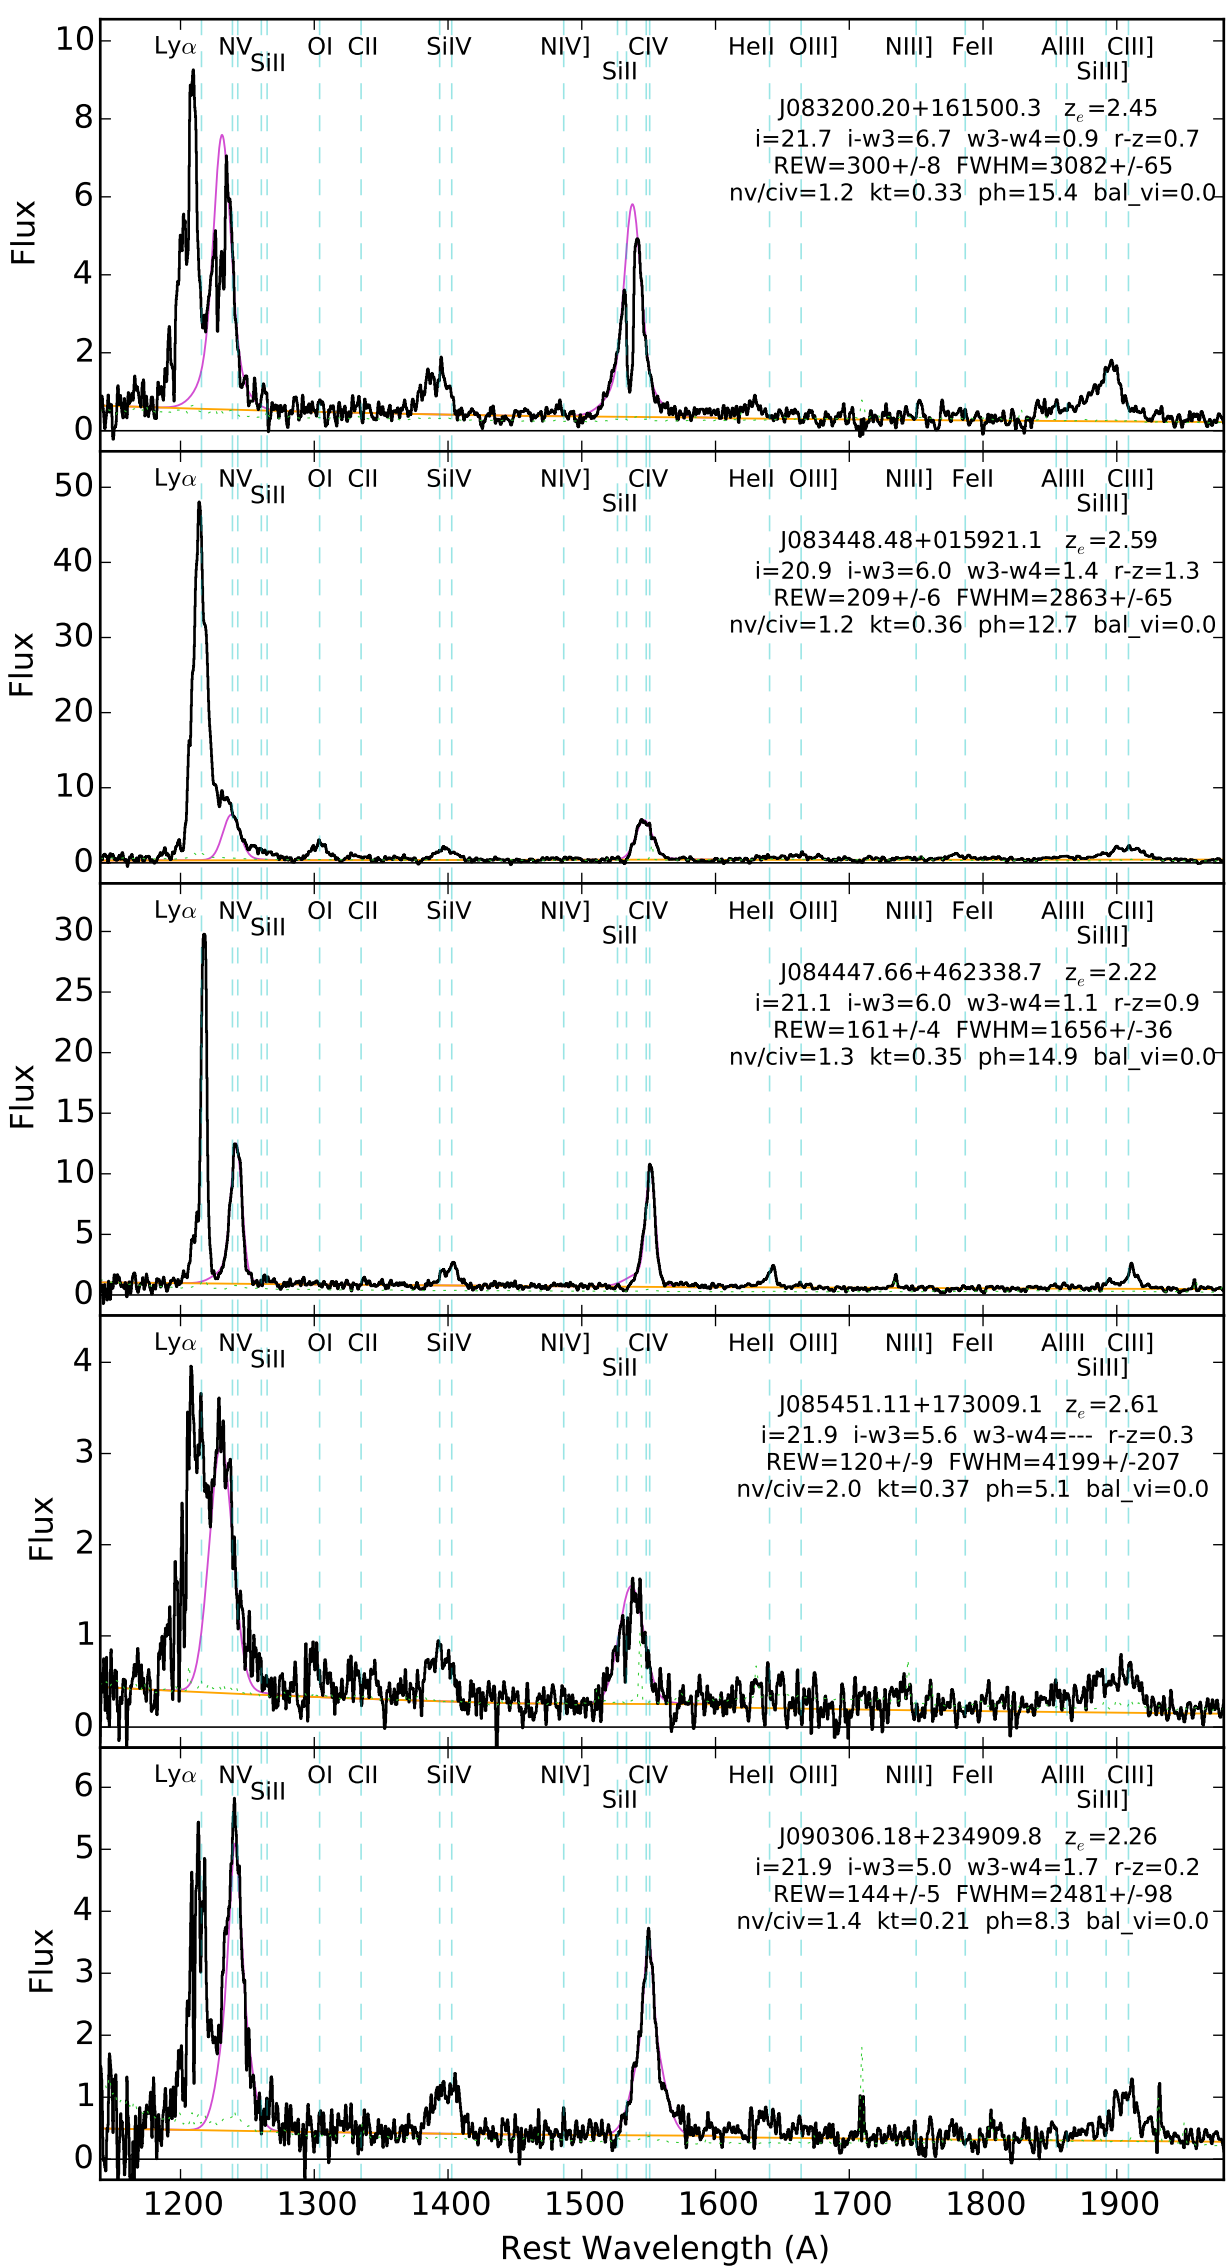 Lyα NV SiII OI CII SiIV NIV] SiII CIV HeII OIII] NIII] FeII AlIII CIII] SiIII]
10
8
6
4
2
0
Flux
J083200.20+161500.3 z_e=2.45
i=21.7 i-w3=6.7 w3-w4=0.9 r-z=0.7
REW=300+/-8 FWHM=3082+/-65
nv/civ=1.2 kt=0.33 ph=15.4 bal_vi=0.0
Lyα NV SiII OI CII SiIV NIV] SiII CIV HeII OIII] NIII] FeII AlIII CIII] SiIII]
50
40
30
20
10
0
Flux
J083448.48+015921.1 z_e=2.59
i=20.9 i-w3=6.0 w3-w4=1.4 r-z=1.3
REW=209+/-6 FWHM=2863+/-65
nv/civ=1.2 kt=0.36 ph=12.7 bal_vi=0.0
Lyα NV SiII OI CII SiIV NIV] SiII CIV HeII OIII] NIII] FeII AlIII CIII] SiIII]
30
25
20
15
10
5
0
Flux
J084447.66+462338.7 z_e=2.22
i=21.1 i-w3=6.0 w3-w4=1.1 r-z=0.9
REW=161+/-4 FWHM=1656+/-36
nv/civ=1.3 kt=0.35 ph=14.9 bal_vi=0.0
Lyα NV SiII OI CII SiIV NIV] SiII CIV HeII OIII] NIII] FeII AlIII CIII] SiIII]
4
3
2
1
0
Flux
J085451.11+173009.1 z_e=2.61
i=21.9 i-w3=5.6 w3-w4=--- r-z=0.3
REW=120+/-9 FWHM=4199+/-207
nv/civ=2.0 kt=0.37 ph=5.1 bal_vi=0.0
Lyα NV SiII OI CII SiIV NIV] SiII CIV HeII OIII] NIII] FeII AlIII CIII] SiIII]
6
5
4
3
2
1
0
Flux
J090306.18+234909.8 z_e=2.26
i=21.9 i-w3=5.0 w3-w4=1.7 r-z=0.2
REW=144+/-5 FWHM=2481+/-98
nv/civ=1.4 kt=0.21 ph=8.3 bal_vi=0.0
1200 1300 1400 1500 1600 1700 1800 1900
Rest Wavelength (A)